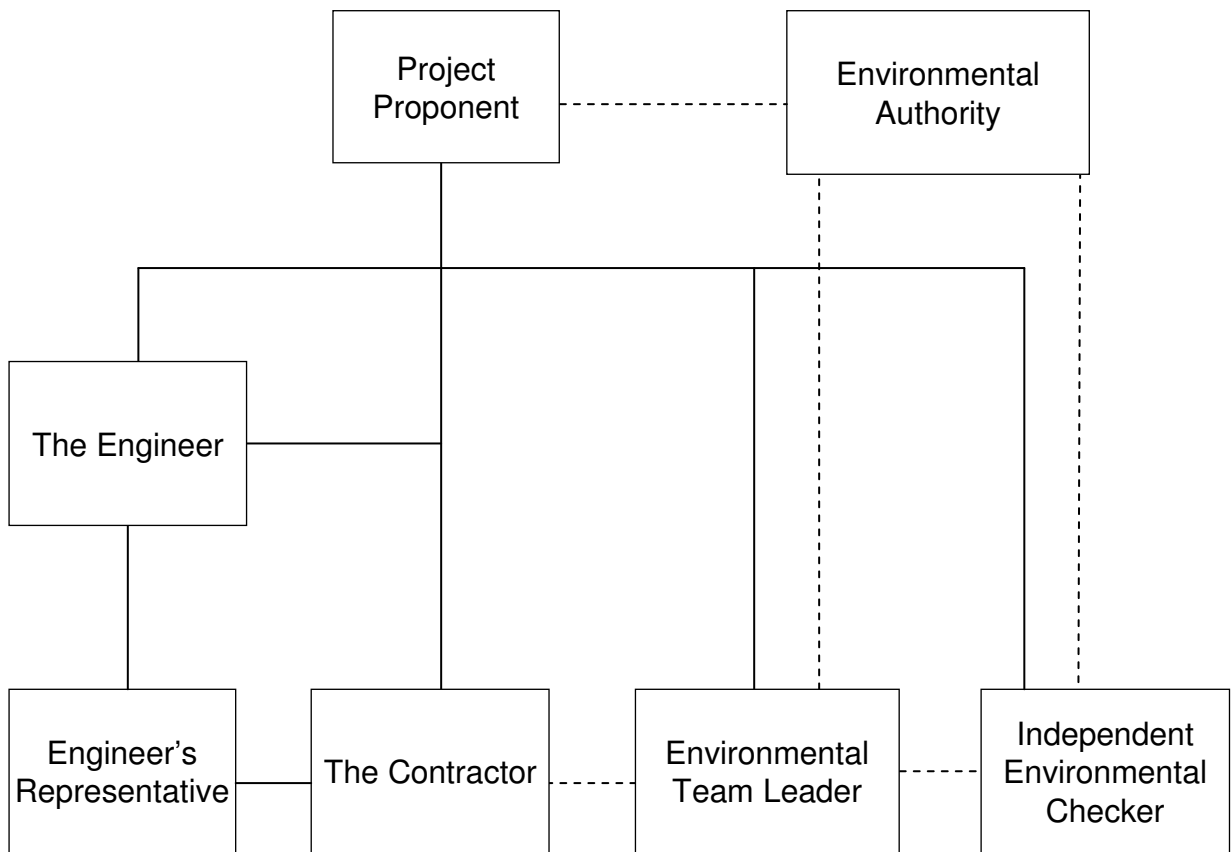 Project
Proponent
Environmental
Authority
The Engineer
Engineer’s
Representative
The Contractor
Environmental
Team Leader
Independent
Environmental
Checker